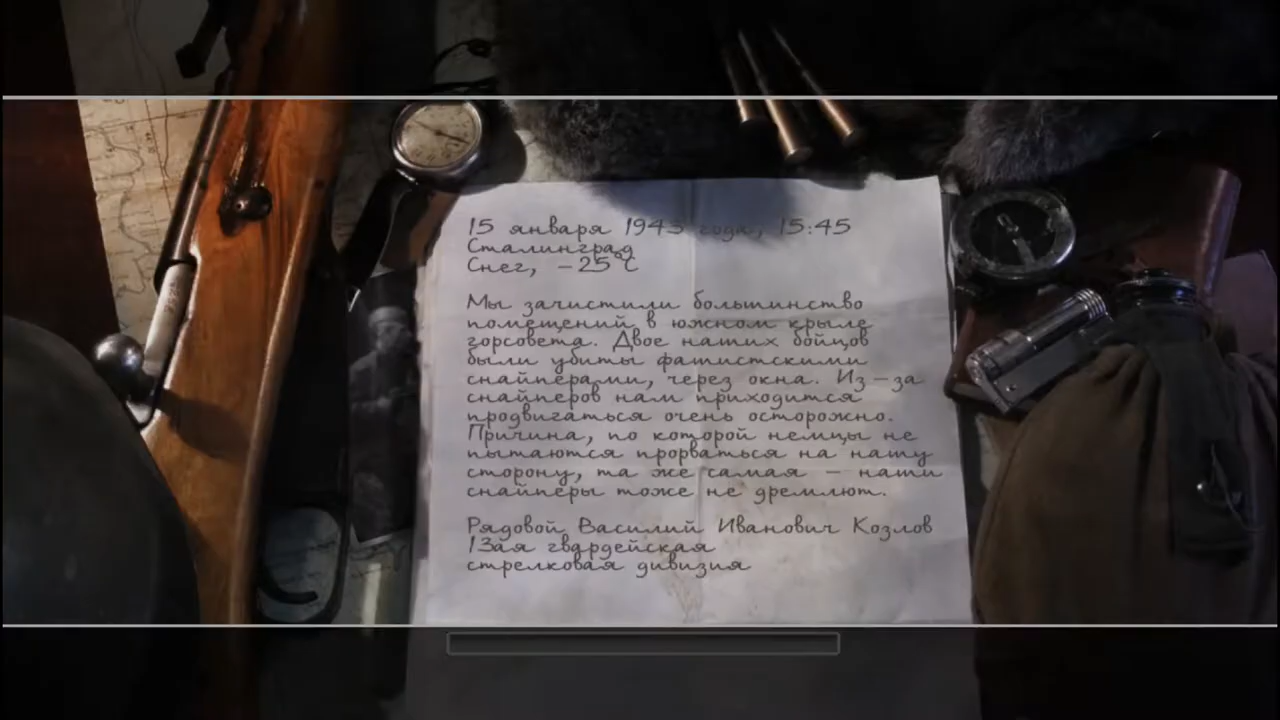 15 января 1943 года, 15:45
Сталинград
Снег, -25°C
Мы зачистили большинство
помещений в южном крыле
горсовета. Двое наших бойцов
были убиты фашистскими
снайперами, через окна. Из-за
снайперов нам приходится
продвигаться очень осторожно.
Причина, по которой немцы не
пытаются прорваться на нашу
сторону, та же самая - наши
снайперы тоже не дремлют.
Рядовой Василий Иванович Козлов
13ая гвардейская
стрелковая дивизия